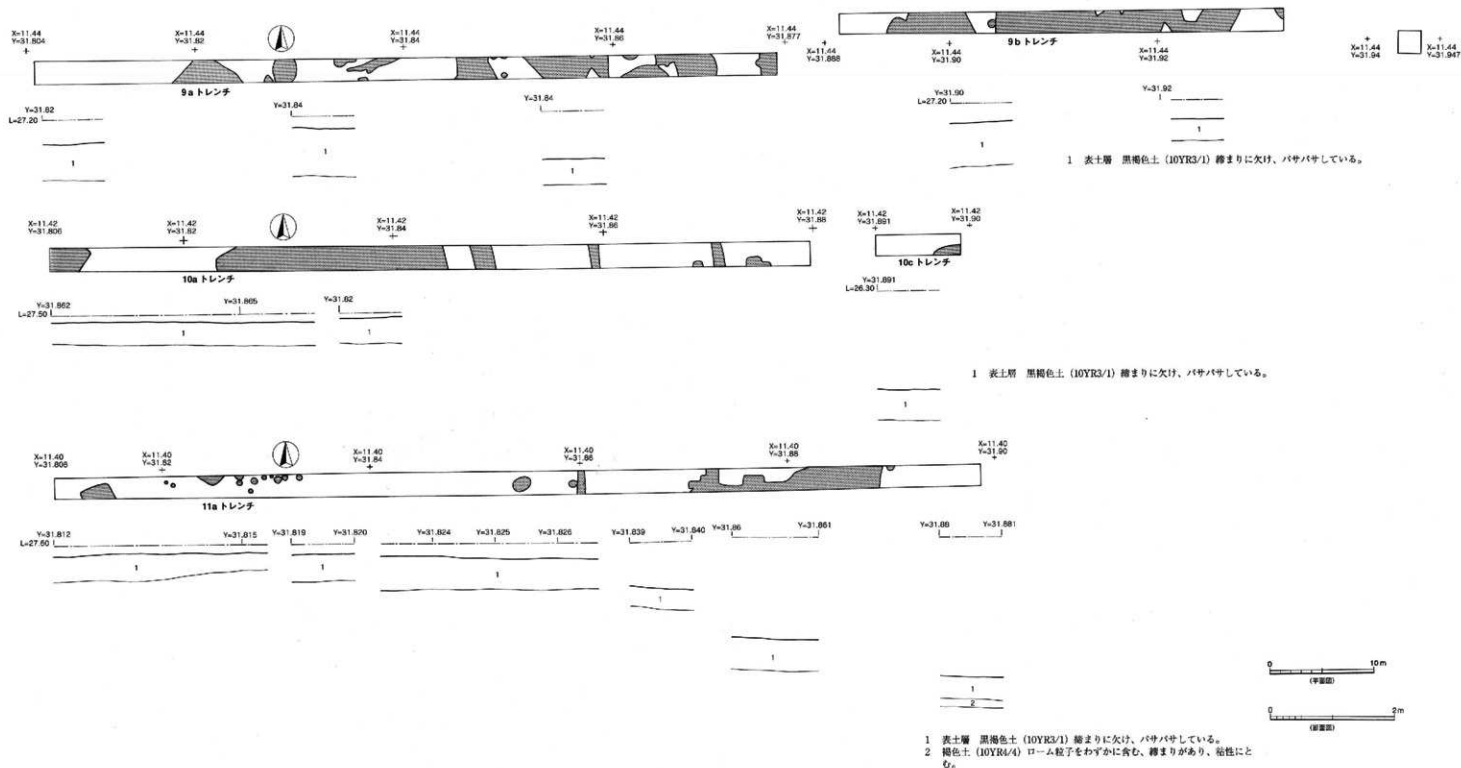 X=11.44
Y=31.804
X=11.44
Y=31.82
X=11.44
Y=31.84
X=11.44
Y=31.86
X=11.44
Y=31.877
9a トレンチ
X=11.44
Y=31.888
X=11.44
Y=31.90
X=11.44
Y=31.92
X=11.44
Y=31.94
X=11.44
Y=31.947
9b トレンチ
Y=31.82
L=27.20
1
Y=31.84
1
Y=31.84
1
Y=31.90
L=27.20
1
Y=31.92
1
1 表土層 黒褐色土 (10YR3/1) 締まりに欠け、バサバサしている。
X=11.42
Y=31.806
X=11.42
Y=31.82
X=11.42
Y=31.84
X=11.42
Y=31.86
X=11.42
Y=31.88
10a トレンチ
X=11.42
Y=31.891
X=11.42
Y=31.90
10c トレンチ
Y=31.862
Y=31.865
L=27.50
1
Y=31.82
1
Y=31.891
L=26.30
1
1 表土層 黒褐色土 (10YR3/1) 締まりに欠け、バサバサしている。
X=11.40
Y=31.808
X=11.40
Y=31.82
X=11.40
Y=31.84
X=11.40
Y=31.86
X=11.40
Y=31.88
X=11.40
Y=31.90
11a トレンチ
Y=31.812
Y=31.815
L=27.60
1
Y=31.819
Y=31.820
1
Y=31.824
Y=31.825
Y=31.826
1
Y=31.839
Y=31.840
1
Y=31.86
Y=31.861
1
Y=31.88
Y=31.881
1
2
0 10m
(平面図)
0 2m
(断面図)
1 表土層 黒褐色土 (10YR3/1) 締まりに欠け、バサバサしている。
2 褐色土 (10YR4/4) ローム粒子をわずかに含む、締まりがあり、粘性にと
む。